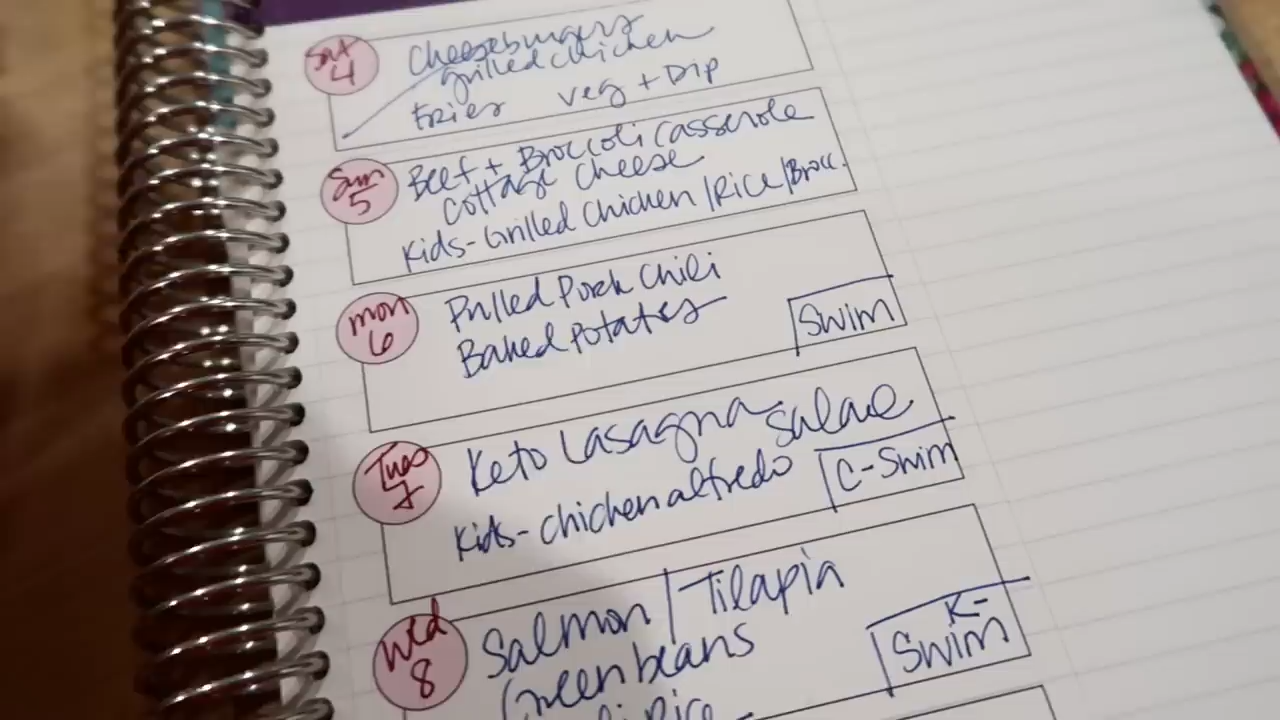 Sat
4
Cheeseburgers
grilled chicken
Fries veg + Dip
Sun
5
Beef + Broccoli casserole
Cottage Cheese
Kids- Grilled Chicken /Rice/Brocc.
mon
6
Pulled Pork Chili
Baked Potatoes
Swim
Tues
7
Keto Lasagna Salad
Kids- chicken alfredo
C-Swim
Wed
8
Salmon/Tilapia
Green beans
Rice
K-
Swim